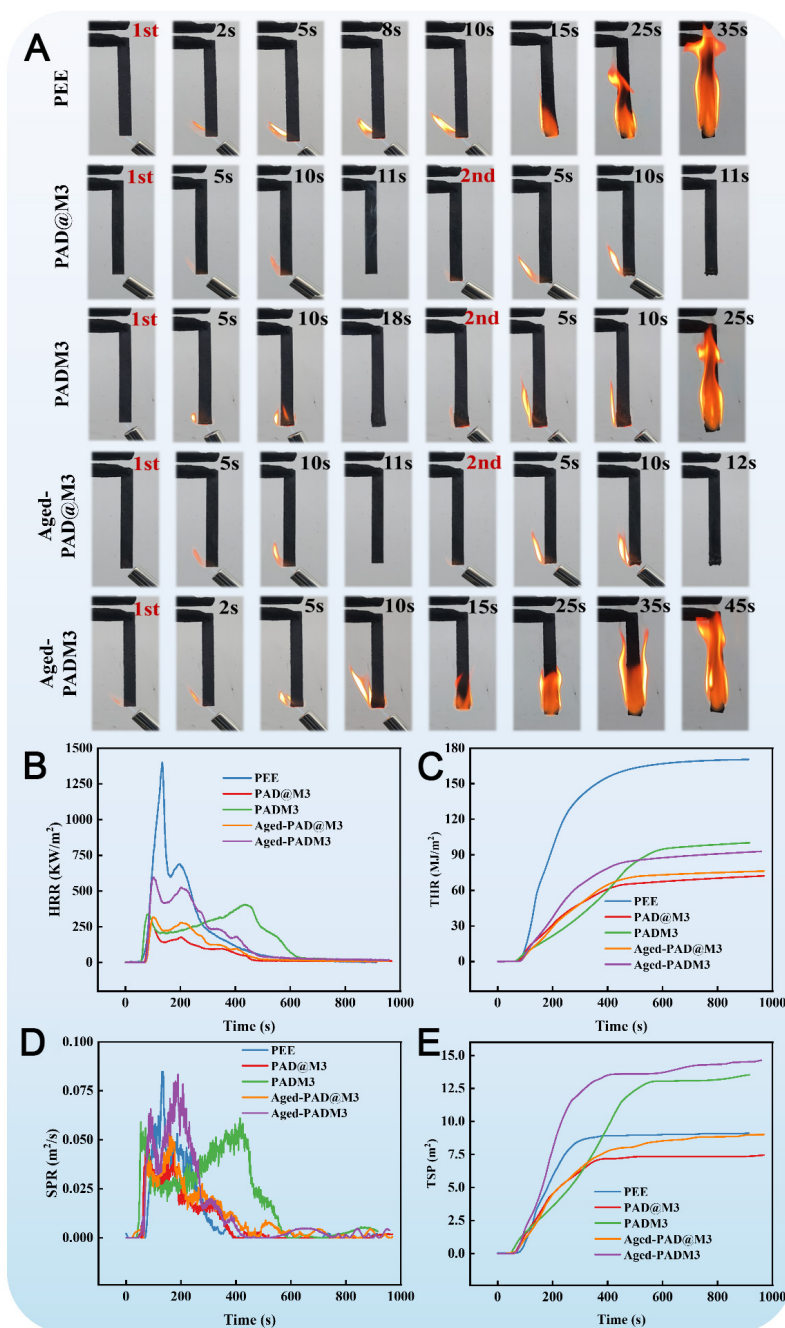 A
PEE
1st 2s 5s 8s 10s 15s 25s 35s
PAD@M3
1st 5s 10s 11s 2nd 5s 10s 11s
PADM3
1st 5s 10s 18s 2nd 5s 10s 25s
Aged-
PAD@M3
1st 5s 10s 11s 2nd 5s 10s 12s
Aged-
PADM3
1st 2s 5s 10s 15s 25s 35s 45s
B
HRR (KW/m²)
1500
1250
1000
750
500
250
0
PEE
PAD@M3
PADM3
Aged-PAD@M3
Aged-PADM3
0 200 400 600 800 1000
Time (s)
C
THR (MJ/m²)
180
150
120
90
60
30
0
PEE
PAD@M3
PADM3
Aged-PAD@M3
Aged-PADM3
0 200 400 600 800 1000
Time (s)
D
SPR (m²/s)
0.100
0.075
0.050
0.025
0.000
PEE
PAD@M3
PADM3
Aged-PAD@M3
Aged-PADM3
0 200 400 600 800 1000
Time (s)
E
TSP (m²)
15.0
12.5
10.0
7.5
5.0
2.5
0.0
PEE
PAD@M3
PADM3
Aged-PAD@M3
Aged-PADM3
0 200 400 600 800 1000
Time (s)